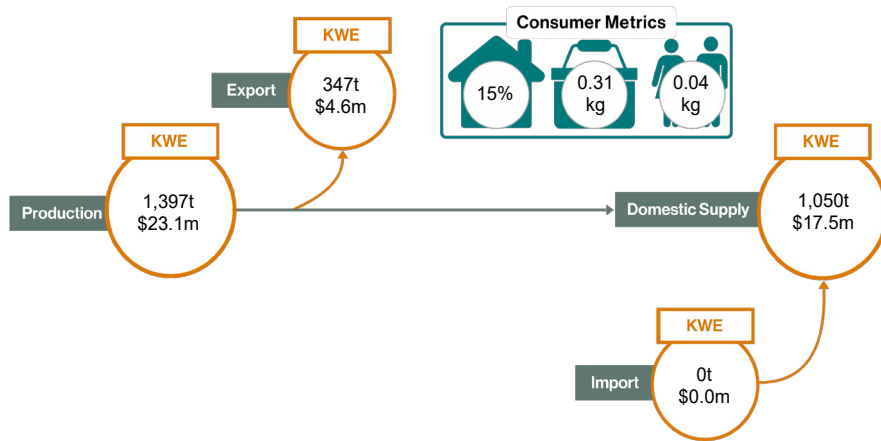 Consumer Metrics
15%
0.31
kg
0.04
kg
KWE
Export
347t
$4.6m
KWE
Production
1,397t
$23.1m
KWE
Domestic Supply
1,050t
$17.5m
KWE
Import
0t
$0.0m